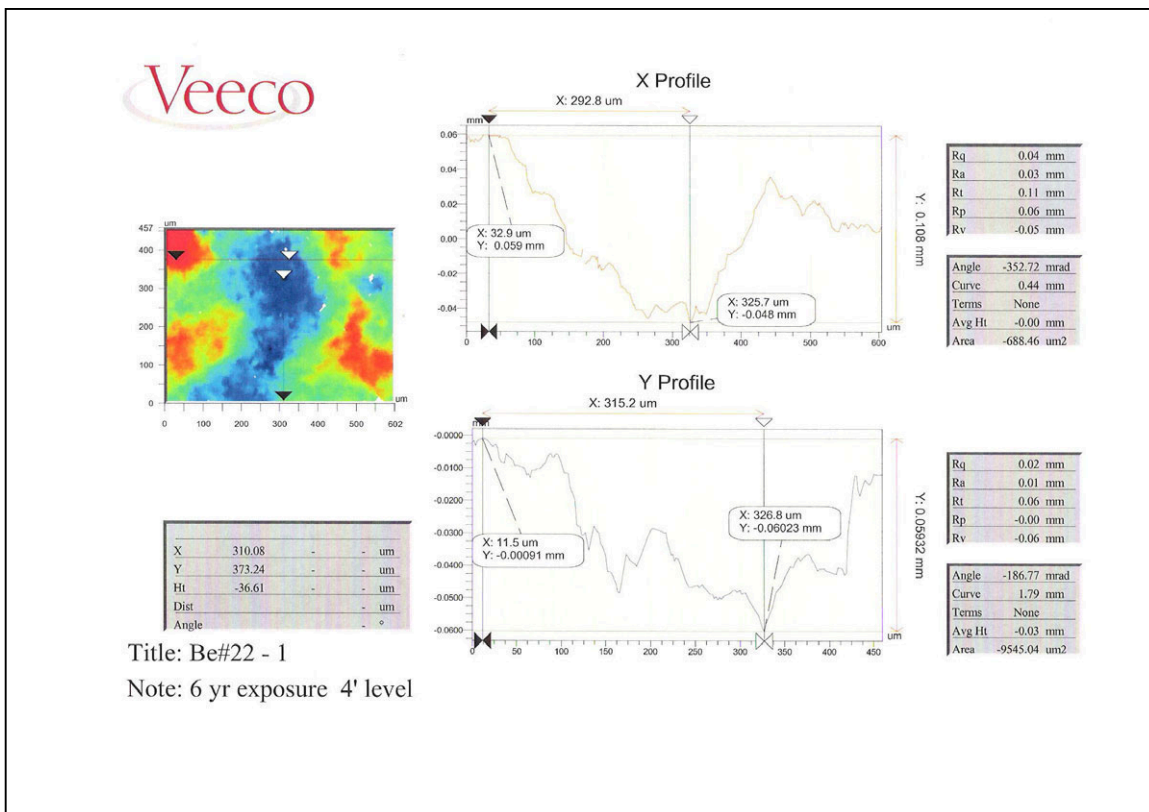 Veeco
X Profile
X: 292.8 um
mm
0.06
0.04
0.02
0.00
-0.02
-0.04
X: 32.9 um
Y: 0.059 mm
X: 325.7 um
Y: -0.048 mm
um
0 100 200 300 400 500 600
Y: 0.108 mm
Rq 0.04 mm
Ra 0.03 mm
Rt 0.11 mm
Rp 0.06 mm
Rv -0.05 mm
Angle -352.72 mrad
Curve 0.44 mm
Terms None
Avg Ht -0.00 mm
Area -688.46 um2
um
457
400
300
200
100
0
um
0 100 200 300 400 500 602
Y Profile
X: 315.2 um
mm
-0.0000
-0.0100
-0.0200
-0.0300
-0.0400
-0.0500
-0.0600
X: 11.5 um
Y: -0.00091 mm
X: 326.8 um
Y: -0.06023 mm
um
0 50 100 150 200 250 300 350 400 450
Y: 0.05932 mm
Rq 0.02 mm
Ra 0.01 mm
Rt 0.06 mm
Rp -0.00 mm
Rv -0.06 mm
Angle -186.77 mrad
Curve 1.79 mm
Terms None
Avg Ht -0.03 mm
Area -9545.04 um2
X 310.08 - - um
Y 373.24 - - um
Ht -36.61 - - um
Dist - um
Angle - °
Title: Be#22 - 1
Note: 6 yr exposure 4' level